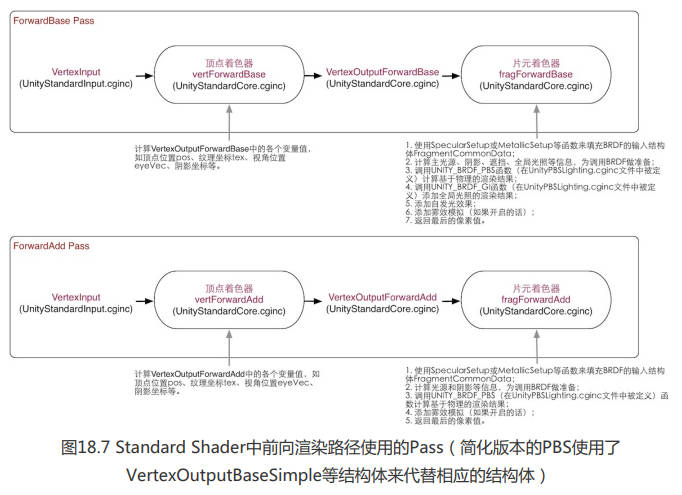 ForwardBase Pass
VertexInput
(UnityStandardInput.cginc)
顶点着色器
vertForwardBase
(UnityStandardCore.cginc)
VertexOutputForwardBase
(UnityStandardCore.cginc)
片元着色器
fragForwardBase
(UnityStandardCore.cginc)
计算VertexOutputForwardBase中的各个变量值，
如顶点位置pos、纹理坐标tex、视角位置
eyeVec、阴影坐标等。
1. 使用SpecularSetup或MetallicSetup等函数来填充BRDF的输入结构
体FragmentCommonData；
2. 计算主光源、阴影、遮挡、全局光照等信息，为调用BRDF做准备；
3. 调用UNITY_BRDF_PBS函数（在UnityPBSLighting.cginc文件中被定
义）计算基于物理的渲染结果；
4. 调用UNITY_BRDF_GI函数（在UnityPBSLighting.cginc文件中被定
义）添加全局光照的渲染结果；
5. 添加自发光效果；
6. 添加雾效模拟（如果开启的话）；
7. 返回最后的像素值。
ForwardAdd Pass
VertexInput
(UnityStandardInput.cginc)
顶点着色器
vertForwardAdd
(UnityStandardCore.cginc)
VertexOutputForwardAdd
(UnityStandardCore.cginc)
片元着色器
fragForwardAdd
(UnityStandardCore.cginc)
计算VertexOutputForwardAdd中的各个变量值，如
顶点位置pos、纹理坐标tex、视角位置eyeVec、
阴影坐标等。
1. 使用SpecularSetup或MetallicSetup等函数来填充BRDF的输入结构
体FragmentCommonData；
2. 计算光源和阴影等信息，为调用BRDF做准备；
3. 调用UNITY_BRDF_PBS（在UnityPBSLighting.cginc文件中被定义）函
数计算基于物理的渲染结果；
4. 添加雾效模拟（如果开启的话）；
5. 返回最后的像素值。
图18.7 Standard Shader中前向渲染路径使用的Pass（简化版本的PBS使用了
VertexOutputBaseSimple等结构体来代替相应的结构体）